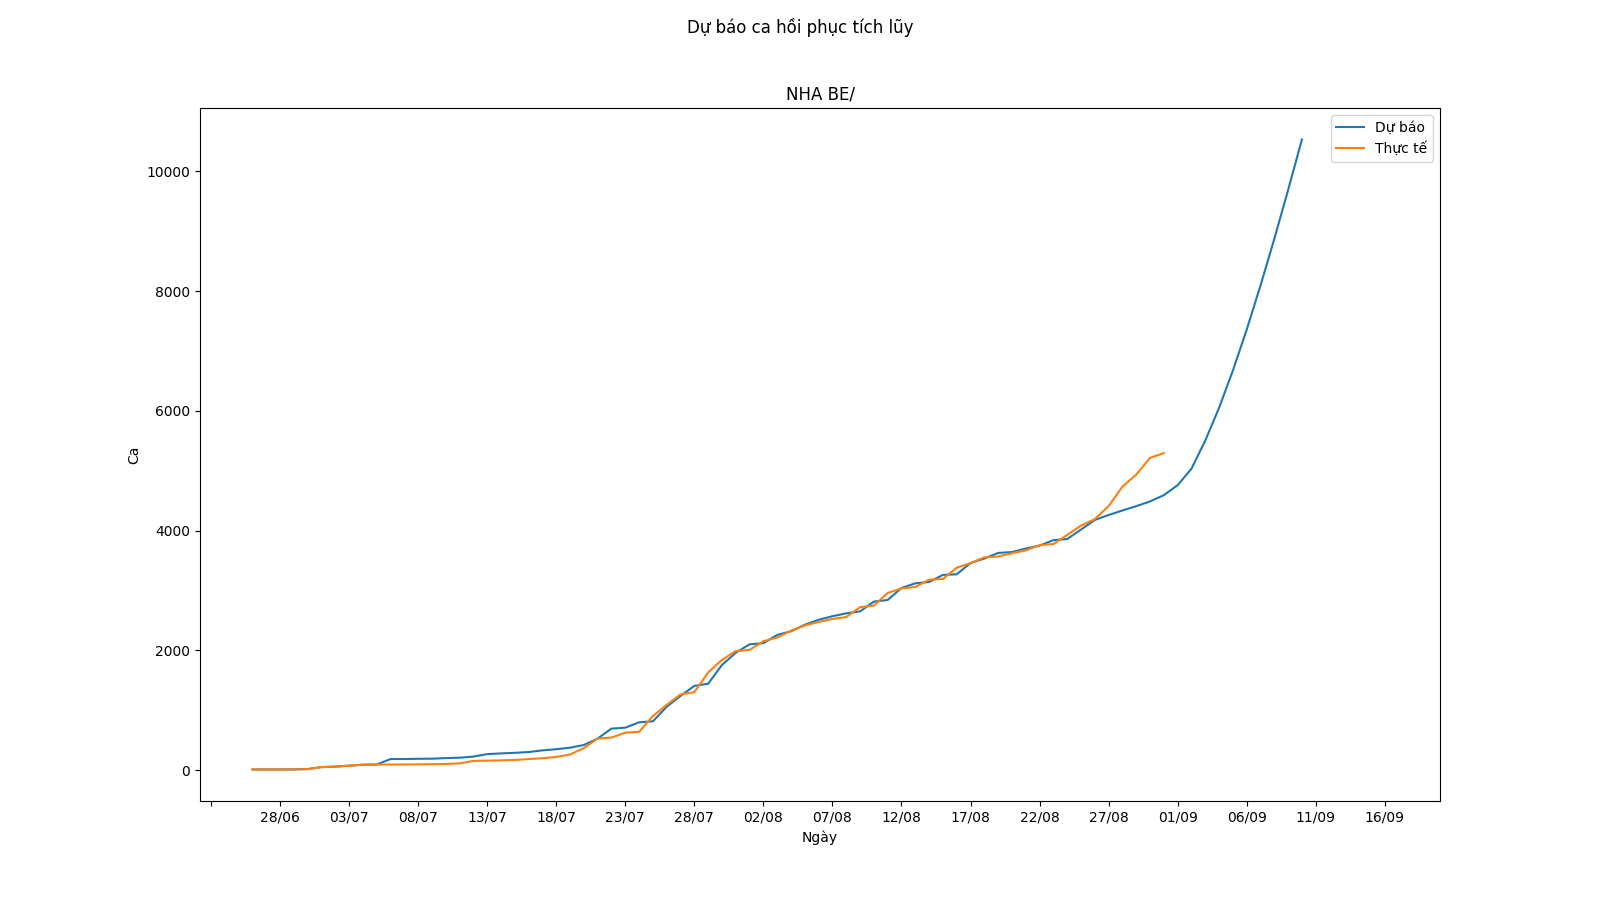 Dự báo ca hồi phục tích lũy
NHA BE/
Dự báo
Thực tế
10000
8000
6000
4000
2000
0
Ca
28/06 03/07 08/07 13/07 18/07 23/07 28/07 02/08 07/08 12/08 17/08 22/08 27/08 01/09 06/09 11/09 16/09
Ngày